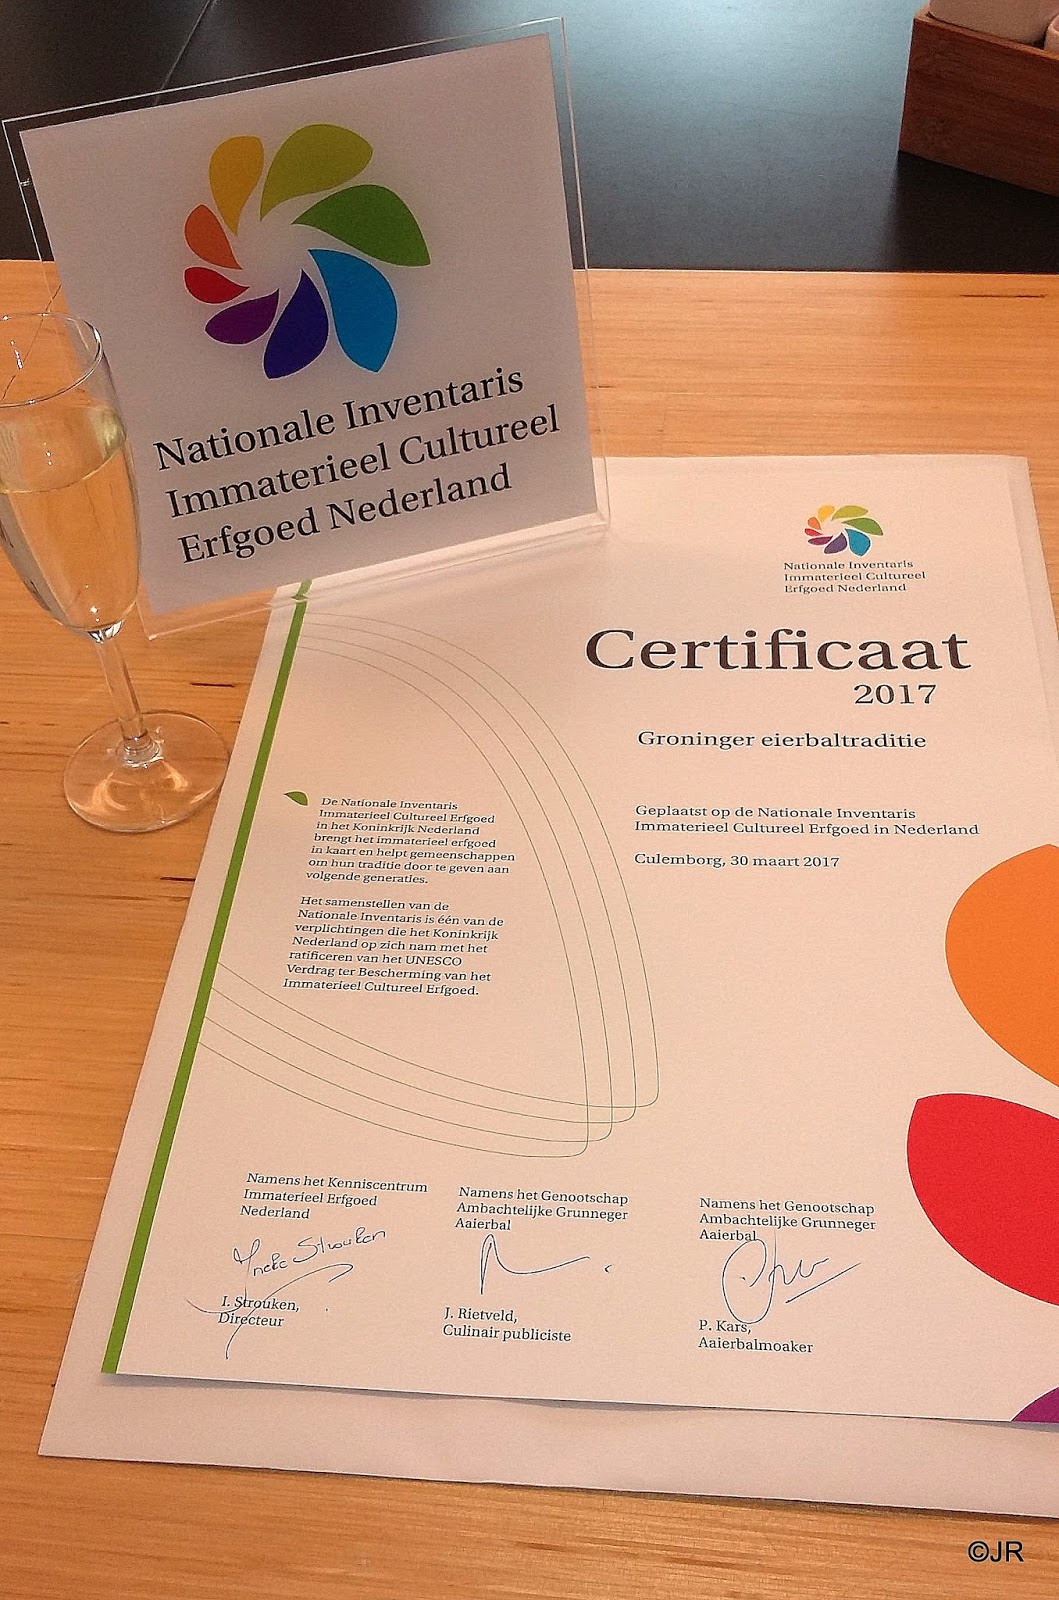 Nationale Inventaris
Immaterieel Cultureel
Erfgoed Nederland
Nationale Inventaris
Immaterieel Cultureel
Erfgoed Nederland
Certificaat
2017
Groninger eierbaltraditie
Geplaatst op de Nationale Inventaris
Immaterieel Cultureel Erfgoed in Nederland
Culemborg, 30 maart 2017
De Nationale Inventaris
Immaterieel Cultureel Erfgoed
in het Koninkrijk Nederland
brengt het immaterieel erfgoed
in kaart en helpt gemeenschappen
om hun traditie door te geven aan
volgende generaties.
Het samenstellen van de
Nationale Inventaris is één van de
verplichtingen die het Koninkrijk
Nederland op zich nam met het
ratificeren van het UNESCO
Verdrag ter Bescherming van het
Immaterieel Cultureel Erfgoed.
Namens het Kenniscentrum
Immaterieel Erfgoed
Nederland
Ineke Strouken
I. Strouken,
Directeur
Namens het Genootschap
Ambachtelijke Grunneger
Aaierbal
J. Rietveld,
Culinair publiciste
Namens het Genootschap
Ambachtelijke Grunneger
Aaierbal
P. Kars,
Aaierbalmoaker
©JR